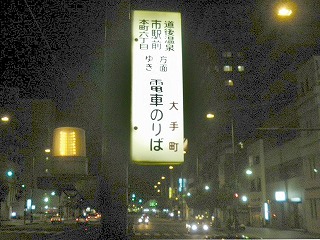 道後温泉
市駅前 方面
本町六丁目 ゆき
電車のりば
大手町